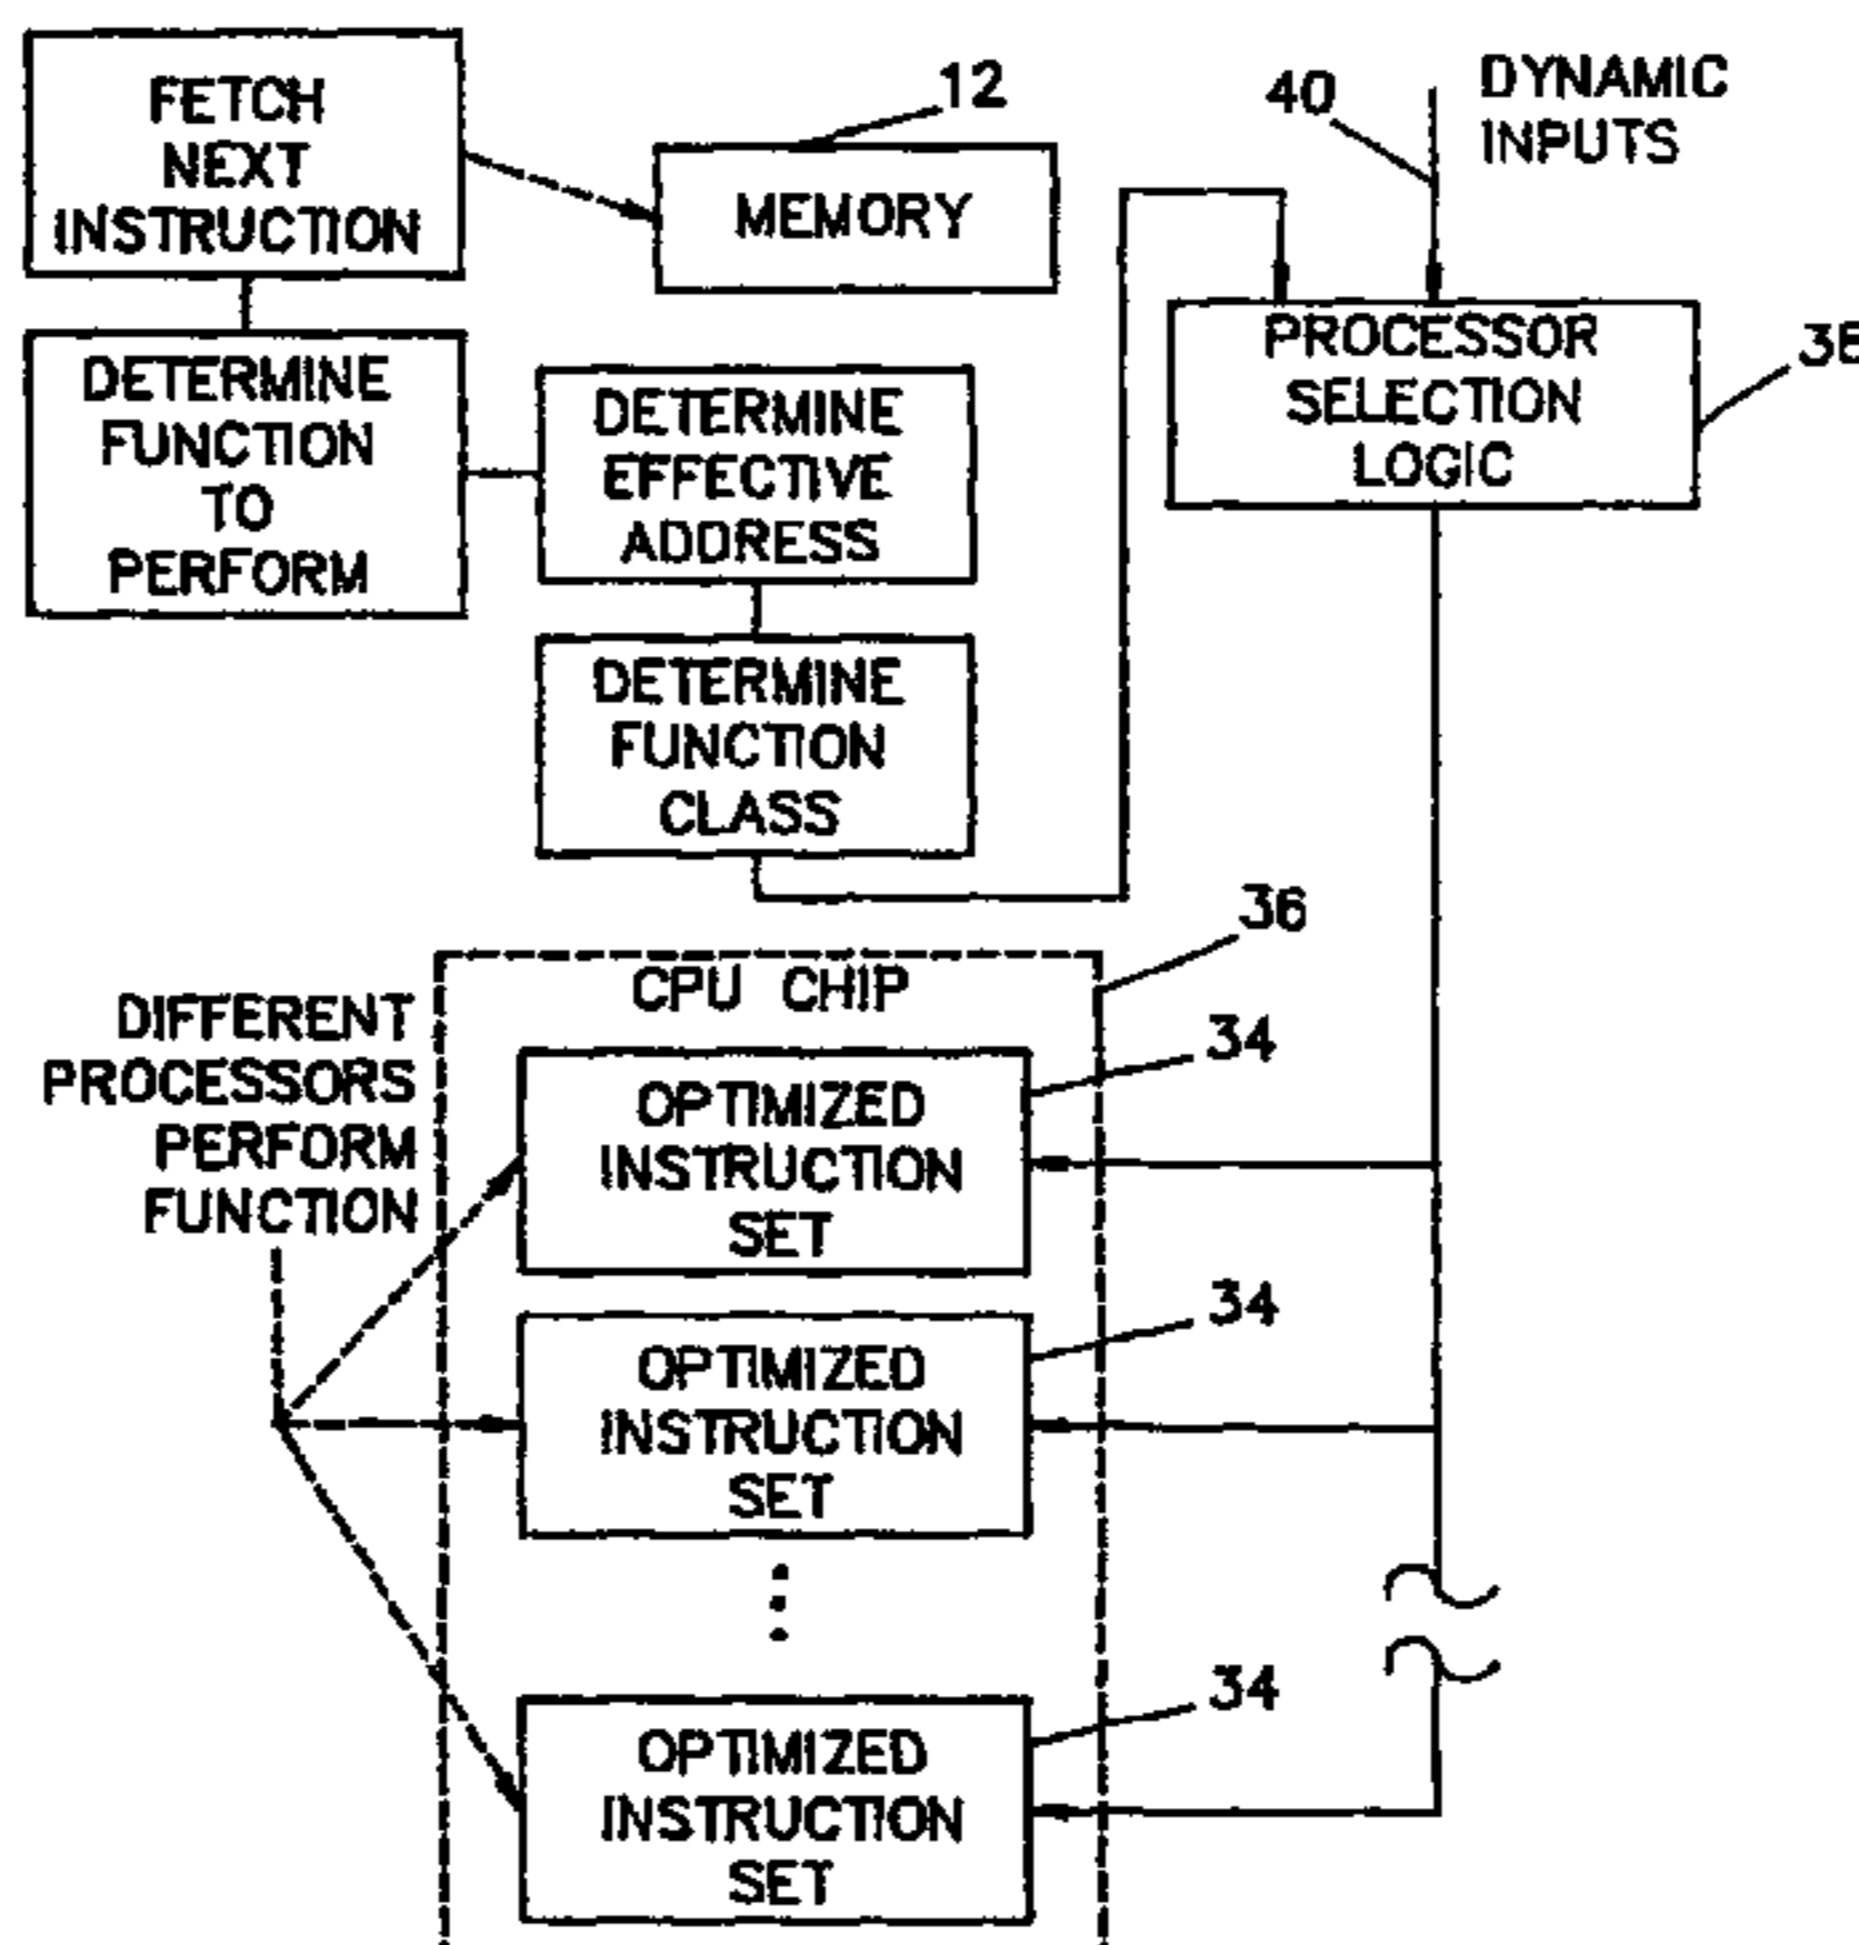 FETCH
NEXT
INSTRUCTION
12
MEMORY
40
DYNAMIC
INPUTS
DETERMINE
FUNCTION
TO
PERFORM
DETERMINE
EFFECTIVE
ADDRESS
PROCESSOR
SELECTION
LOGIC
DETERMINE
FUNCTION
CLASS
36
CPU CHIP
DIFFERENT
PROCESSORS
PERFORM
FUNCTION
34
OPTIMIZED
INSTRUCTION
SET
34
OPTIMIZED
INSTRUCTION
SET
34
OPTIMIZED
INSTRUCTION
SET